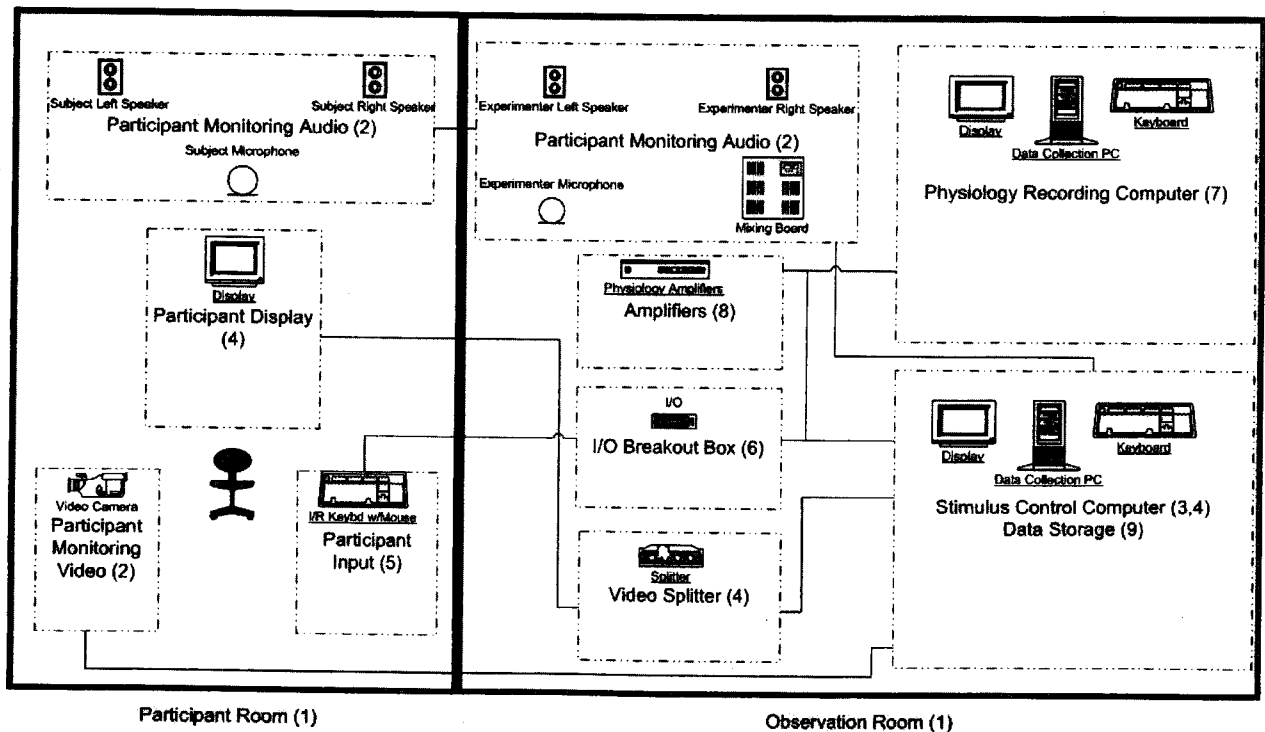 Subject Left Speaker
Subject Right Speaker
Participant Monitoring Audio (2)
Subject Microphone
Display
Participant Display
(4)
Video Camera
Participant
Monitoring
Video (2)
I/R Keybd w/Mouse
Participant
Input (5)
Experimenter Left Speaker
Experimenter Right Speaker
Participant Monitoring Audio (2)
Experimenter Microphone
Mixing Board
Physiology Amplifiers
Amplifiers (8)
I/O
I/O Breakout Box (6)
Splitter
Video Splitter (4)
Display
Data Collection PC
Keyboard
Physiology Recording Computer (7)
Display
Data Collection PC
Keyboard
Stimulus Control Computer (3,4)
Data Storage (9)
Participant Room (1)
Observation Room (1)